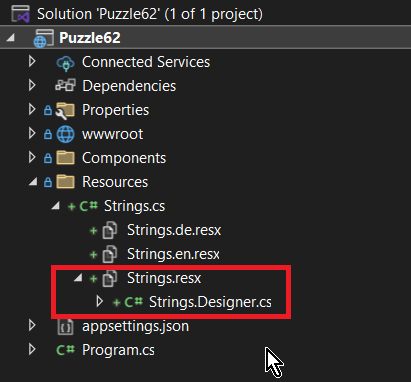 Solution 'Puzzle62' (1 of 1 project)
Puzzle62
Connected Services
Dependencies
Properties
wwwroot
Components
Resources
C# Strings.cs
Strings.de.resx
Strings.en.resx
Strings.resx
C# Strings.Designer.cs
appsettings.json
C# Program.cs